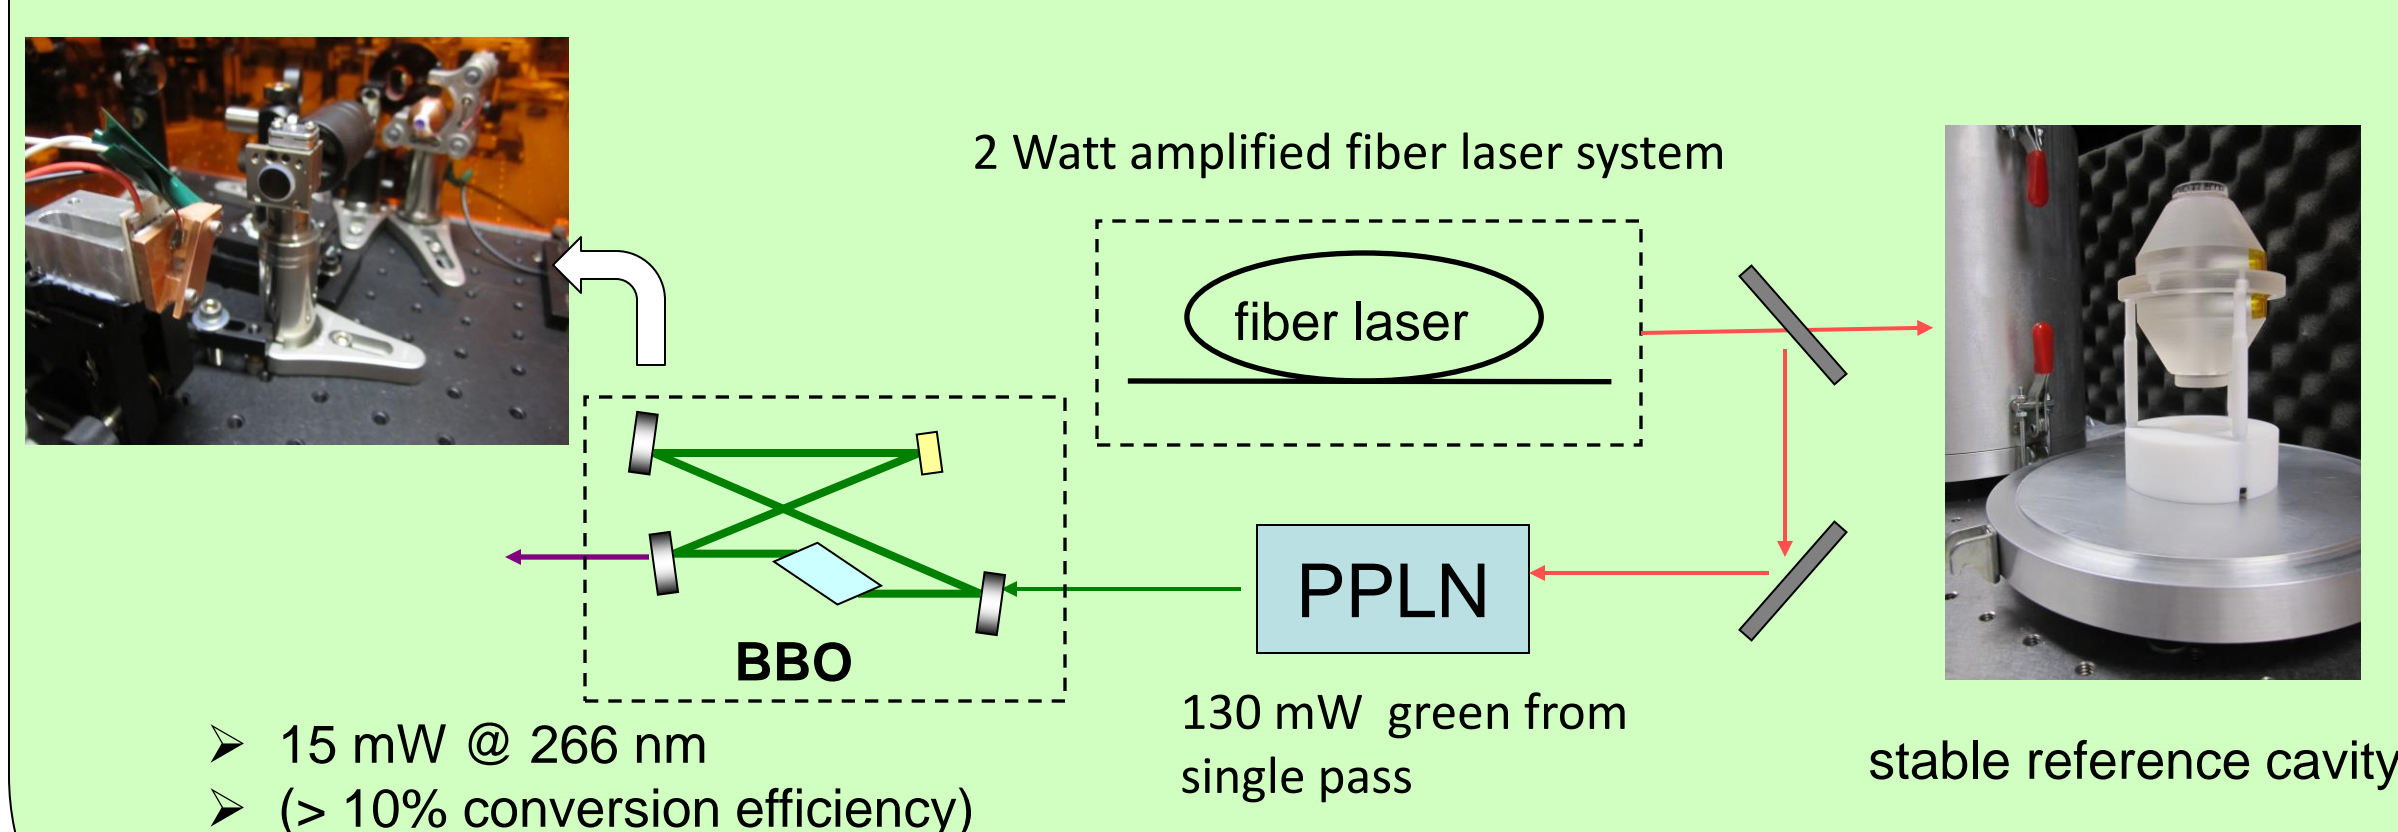 2 Watt amplified fiber laser system
fiber laser
PPLN
BBO
130 mW  green from
single pass
stable reference cavity
➢ 15 mW @ 266 nm
➢ (> 10% conversion efficiency)